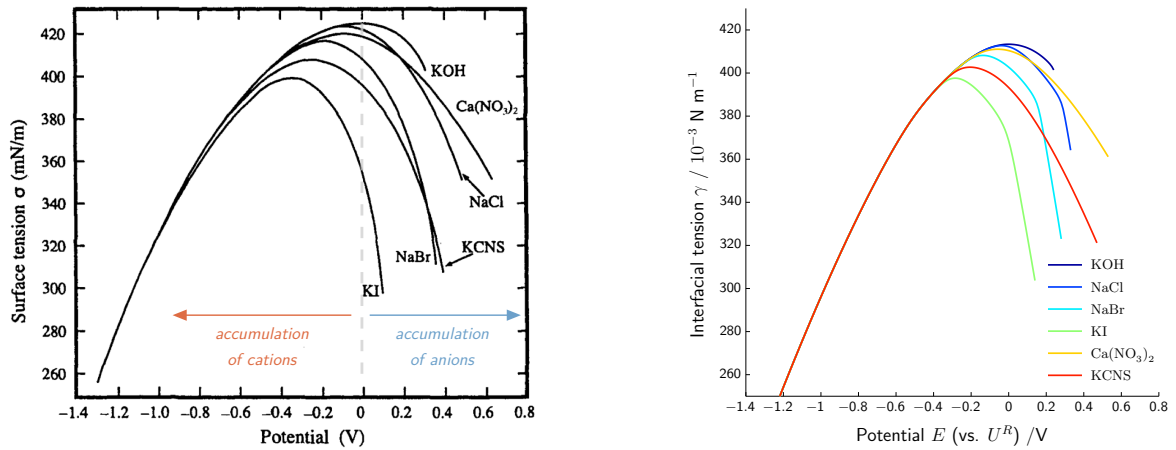 Surface tension σ (mN/m)
420
400
380
360
340
320
300
280
260
KOH
Ca(NO₃)₂
NaCl
KCNS
NaBr
KI
accumulation
of cations
accumulation
of anions
−1.4 −1.2 −1.0 −0.8 −0.6 −0.4 −0.2 0 0.2 0.4 0.6 0.8
Potential (V)
Interfacial tension γ / 10⁻³ N m⁻¹
420
400
380
360
340
320
300
280
260
KOH
NaCl
NaBr
KI
Ca(NO₃)₂
KCNS
−1.4 −1.2 −1 −0.8 −0.6 −0.4 −0.2 0 0.2 0.4 0.6 0.8
Potential E (vs. Uᴿ) /V